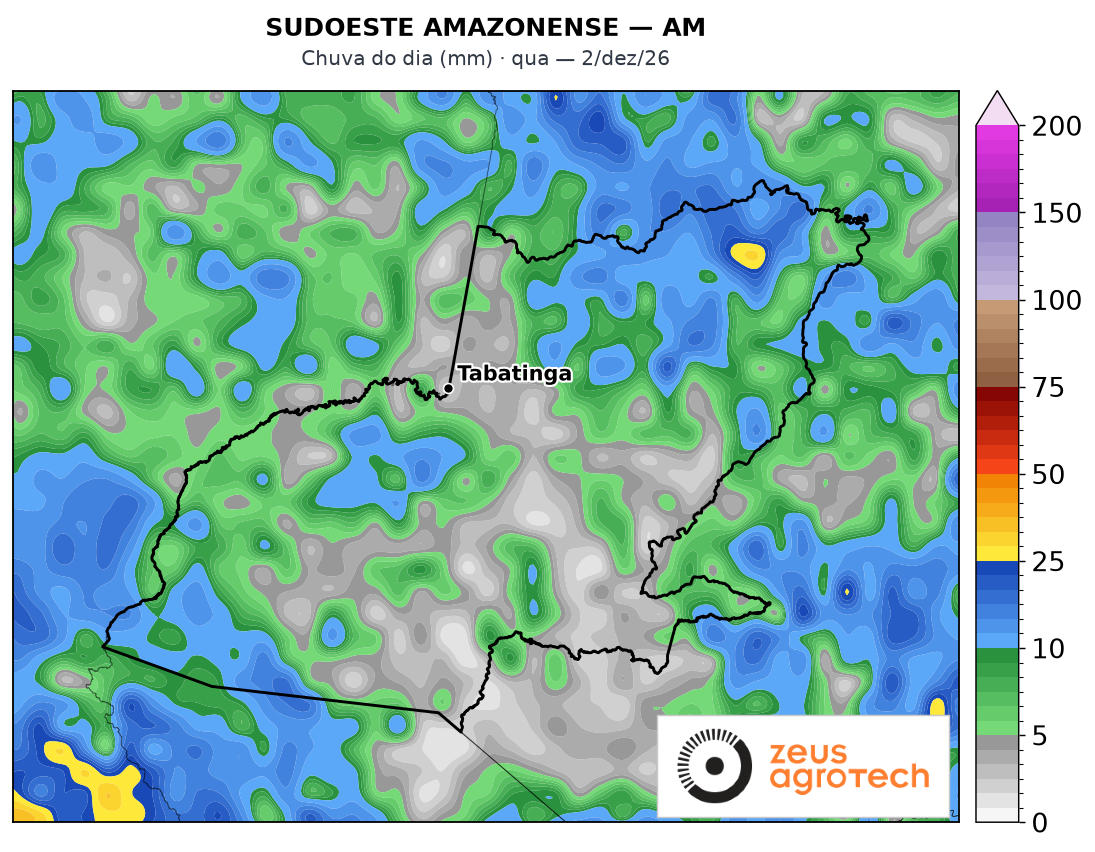 SUDOESTE AMAZONENSE — AM
Chuva do dia (mm) · qua — 2/dez/26
Tabatinga
200
150
100
75
50
25
10
5
0
zeus
agrotech